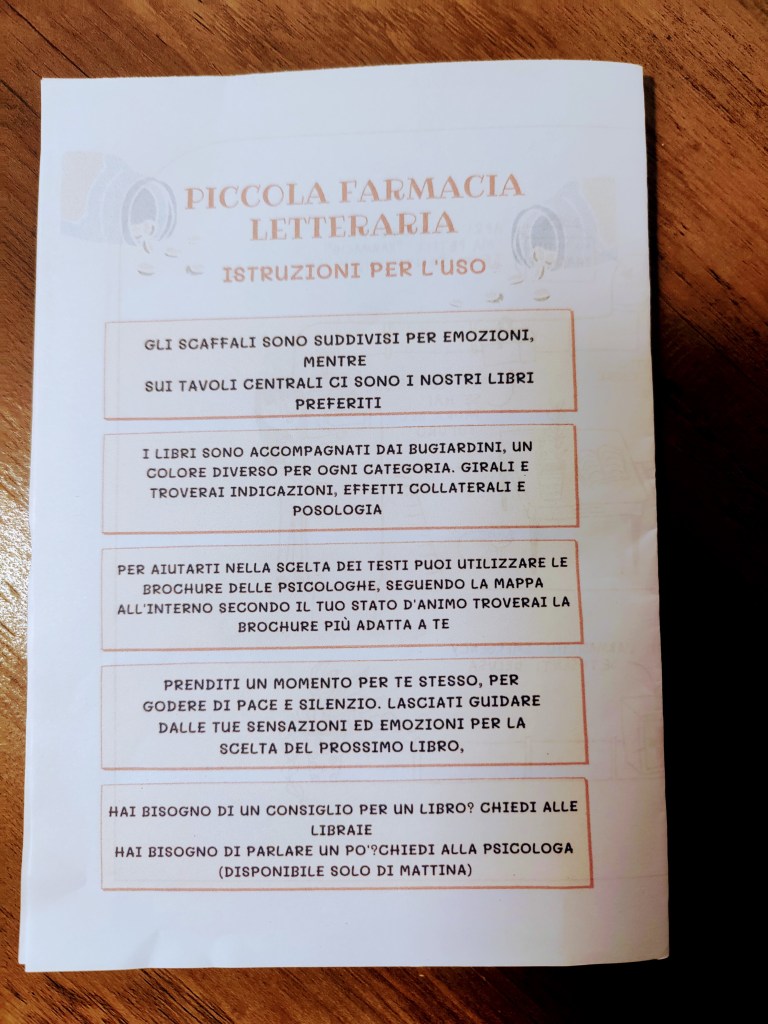 PICCOLA FARMACIA
LETTERARIA
ISTRUZIONI PER L'USO
GLI SCAFFALI SONO SUDDIVISI PER EMOZIONI,
MENTRE
SUI TAVOLI CENTRALI CI SONO I NOSTRI LIBRI
PREFERITI
I LIBRI SONO ACCOMPAGNATI DAI BUGIARDINI, UN
COLORE DIVERSO PER OGNI CATEGORIA. GIRALI E
TROVERAI INDICAZIONI, EFFETTI COLLATERALI E
POSOLOGIA
PER AIUTARTI NELLA SCELTA DEI TESTI PUOI UTILIZZARE LE
BROCHURE DELLE PSICOLOGHE, SEGUENDO LA MAPPA
ALL'INTERNO SECONDO IL TUO STATO D'ANIMO TROVERAI LA
BROCHURE PIÙ ADATTA A TE
PRENDITI UN MOMENTO PER TE STESSO, PER
GODERE DI PACE E SILENZIO. LASCIATI GUIDARE
DALLE TUE SENSAZIONI ED EMOZIONI PER LA
SCELTA DEL PROSSIMO LIBRO,
HAI BISOGNO DI UN CONSIGLIO PER UN LIBRO? CHIEDI ALLE
LIBRAIE
HAI BISOGNO DI PARLARE UN PO'?CHIEDI ALLA PSICOLOGA
(DISPONIBILE SOLO DI MATTINA)